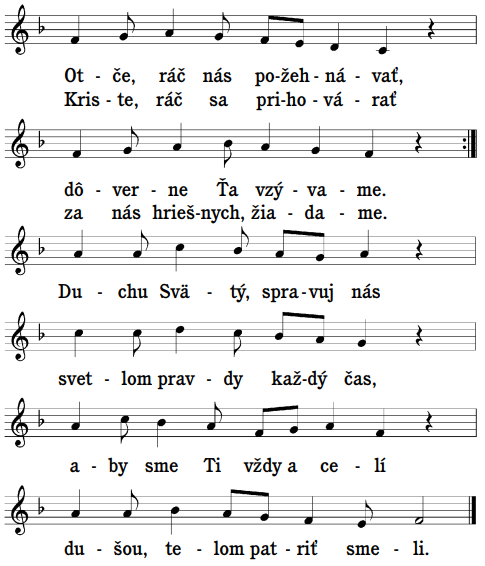 Ot - če, ráč nás po-žeh - ná - vať,
Kris - te, ráč sa pri-ho - vá - rať
dô - ver - ne Ťa vzý - va - me.
za nás hrieš-nych, žia - da - me.
Du - chu Svä - tý, spra - vuj nás
svet - lom prav - dy kaž - dý čas,
a - by sme Ti vždy a ce - lí
du - šou, te - lom pat - riť sme - li.